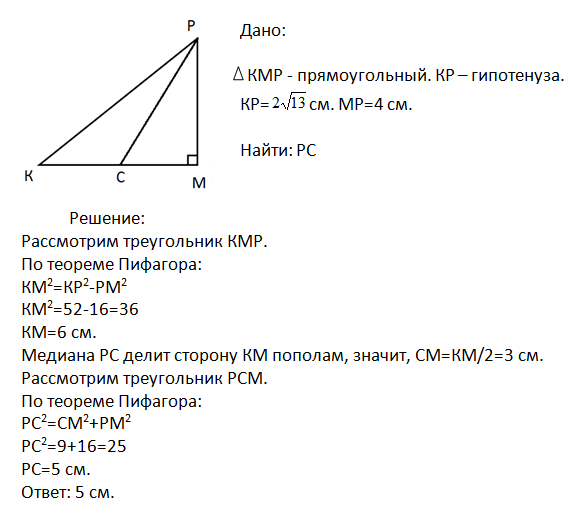 P
Дано:
Δ КМР - прямоугольный. КР – гипотенуза.
КР=2√13 см. МР=4 см.
Найти: РС
К
С
М
Решение:
Рассмотрим треугольник КМР.
По теореме Пифагора:
КМ²=КР²-РМ²
КМ²=52-16=36
КМ=6 см.
Медиана РС делит сторону КМ пополам, значит, СМ=КМ/2=3 см.
Рассмотрим треугольник РСМ.
По теореме Пифагора:
РС²=СМ²+РМ²
РС²=9+16=25
РС=5 см.
Ответ: 5 см.